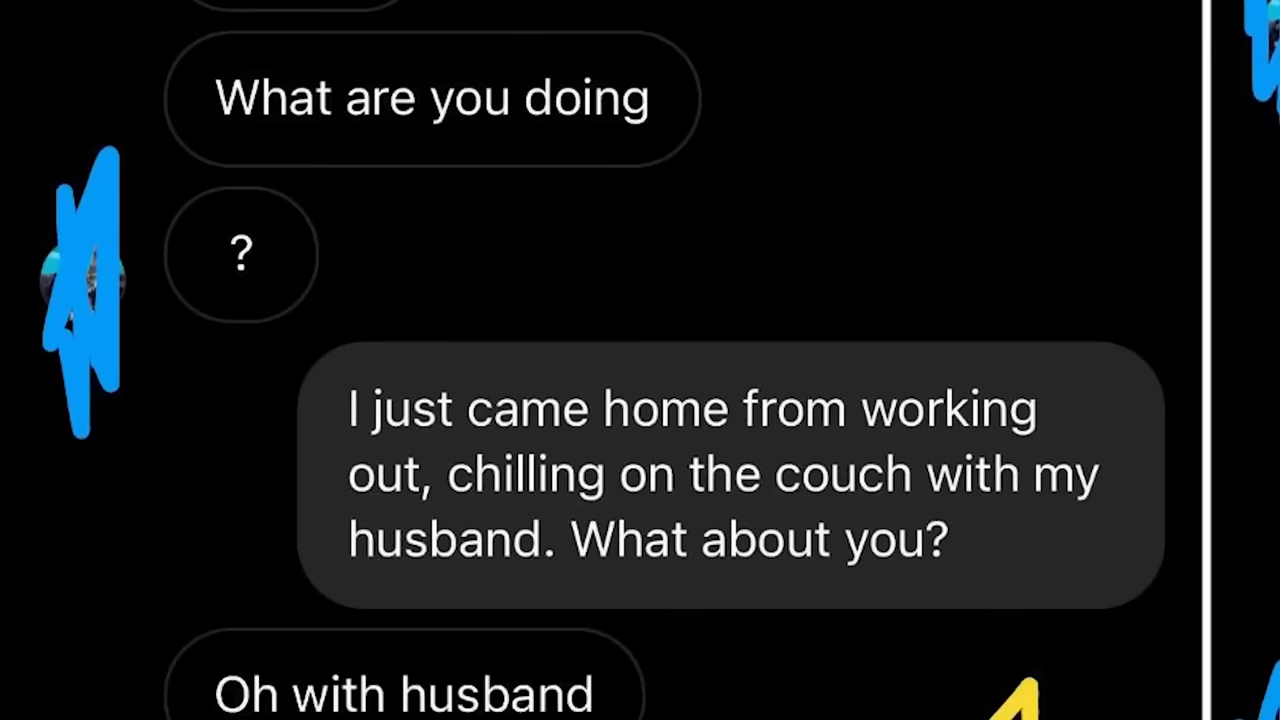 What are you doing
?
I just came home from working
out, chilling on the couch with my
husband. What about you?
Oh with husband